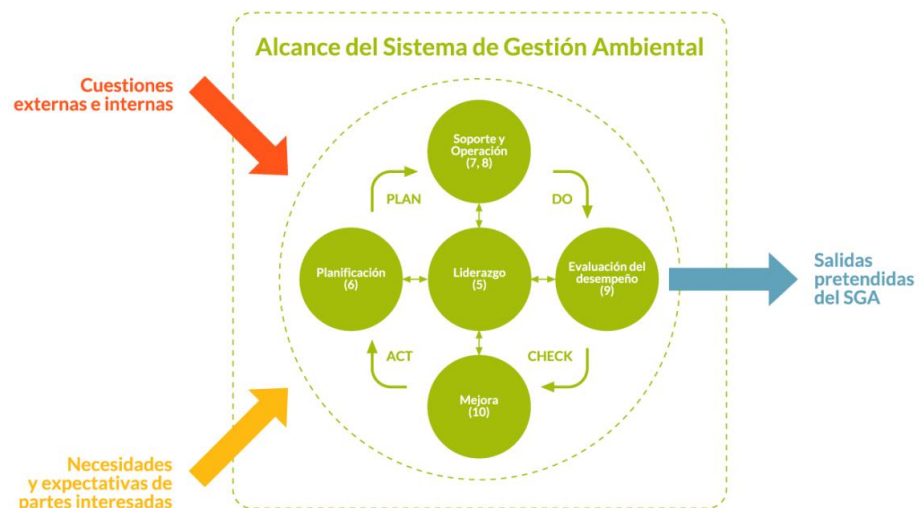 Alcance del Sistema de Gestión Ambiental
Cuestiones
externas e internas
Soporte y
Operación
(7, 8)
PLAN
DO
Planificación
(6)
Liderazgo
(5)
Evaluación del
desempeño
(9)
Salidas
pretendidas
del SGA
ACT
CHECK
Mejora
(10)
Necesidades
y expectativas de
partes interesadas